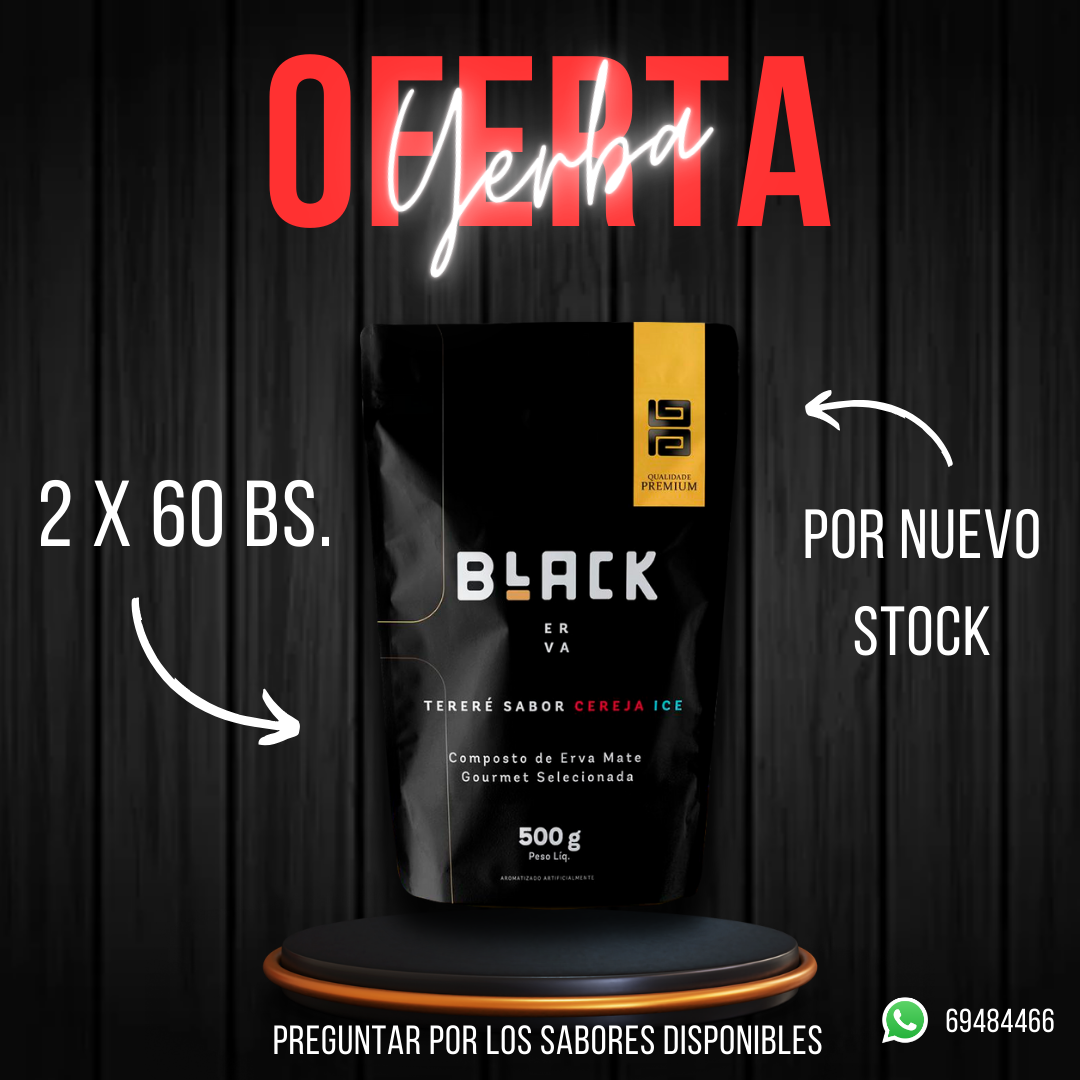 OFERTA
Yerba
QUALIDADE
PREMIUM
2 X 60 BS.
POR NUEVO
STOCK
BLACK
ER
VA
TERERÉ SABOR CEREJA ICE
Composto de Erva Mate
Gourmet Selecionada
500 g
Peso Líq.
AROMATIZADO ARTIFICIALMENTE
69484466
PREGUNTAR POR LOS SABORES DISPONIBLES